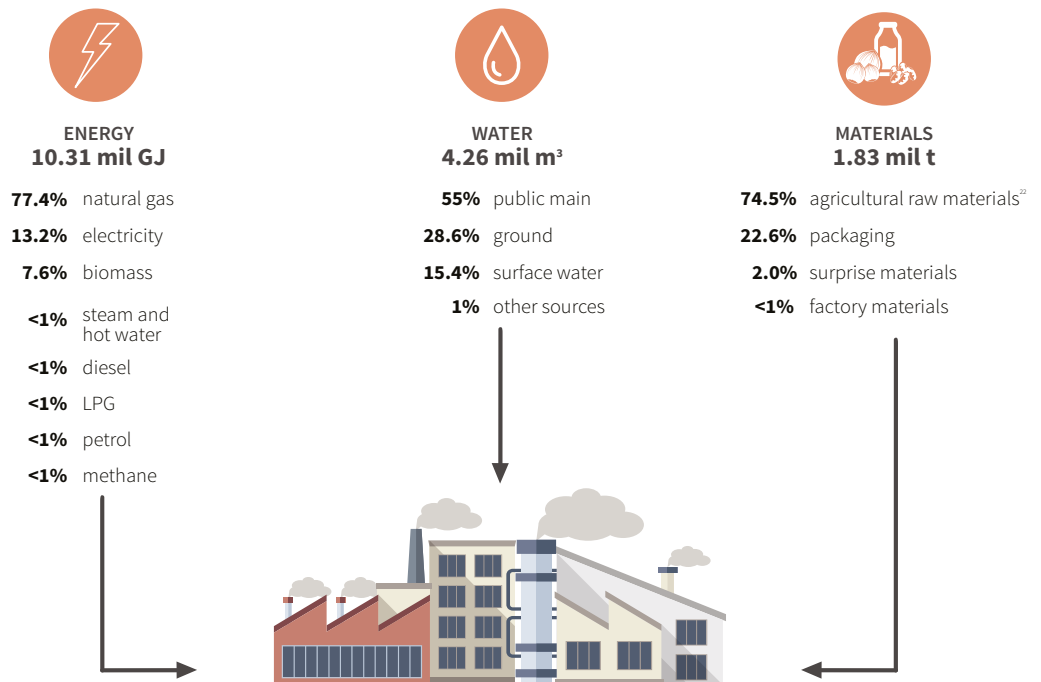 ENERGY
10.31 mil GJ
77.4% natural gas
13.2% electricity
7.6% biomass
<1% steam and
hot water
<1% diesel
<1% LPG
<1% petrol
<1% methane
WATER
4.26 mil m³
55% public main
28.6% ground
15.4% surface water
1% other sources
MATERIALS
1.83 mil t
74.5% agricultural raw materials²²
22.6% packaging
2.0% surprise materials
<1% factory materials